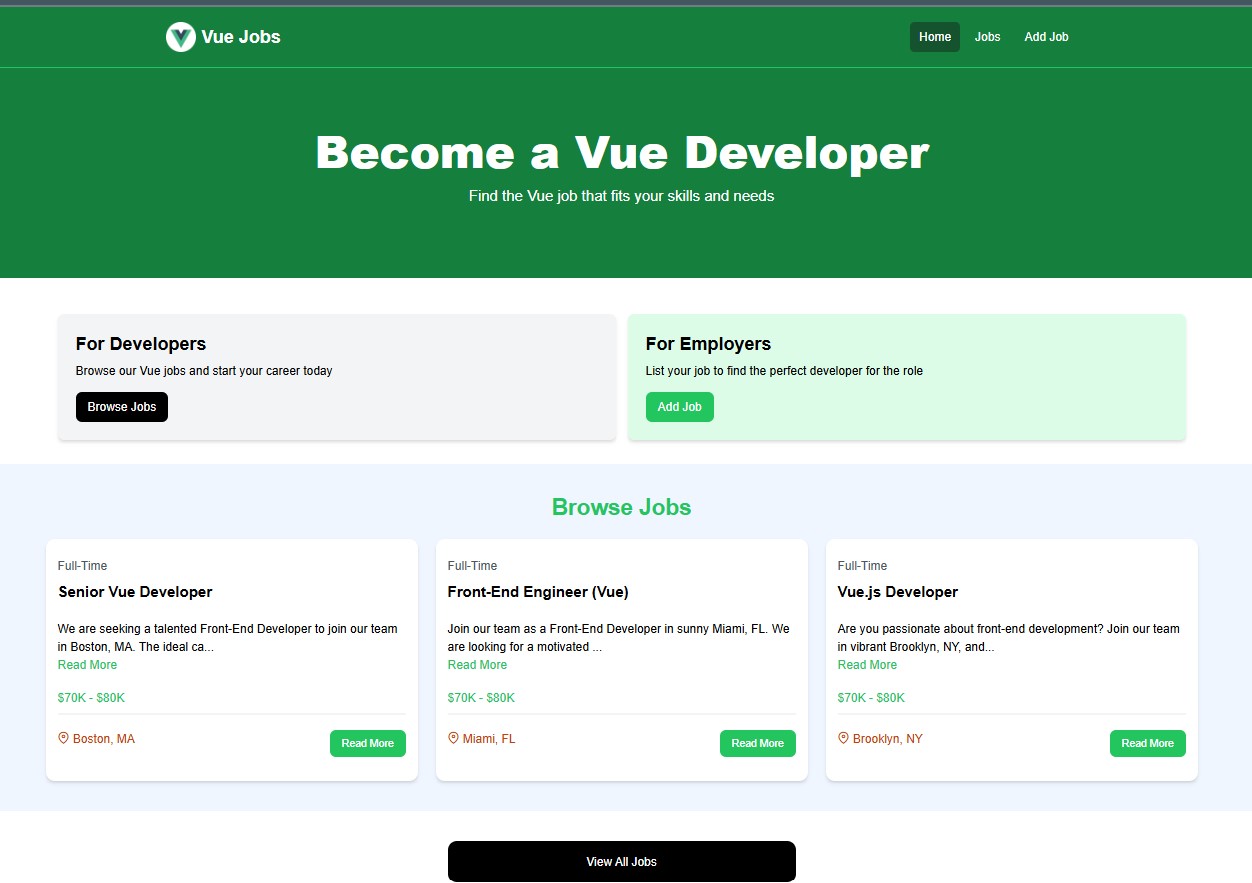 Vue Jobs
Home
Jobs
Add Job
Become a Vue Developer
Find the Vue job that fits your skills and needs
For Developers
Browse our Vue jobs and start your career today
Browse Jobs
For Employers
List your job to find the perfect developer for the role
Add Job
Browse Jobs
Full-Time
Senior Vue Developer
We are seeking a talented Front-End Developer to join our team
in Boston, MA. The ideal ca...
Read More
$70K - $80K
Boston, MA
Read More
Full-Time
Front-End Engineer (Vue)
Join our team as a Front-End Developer in sunny Miami, FL. We
are looking for a motivated ...
Read More
$70K - $80K
Miami, FL
Read More
Full-Time
Vue.js Developer
Are you passionate about front-end development? Join our team
in vibrant Brooklyn, NY, and...
Read More
$70K - $80K
Brooklyn, NY
Read More
View All Jobs